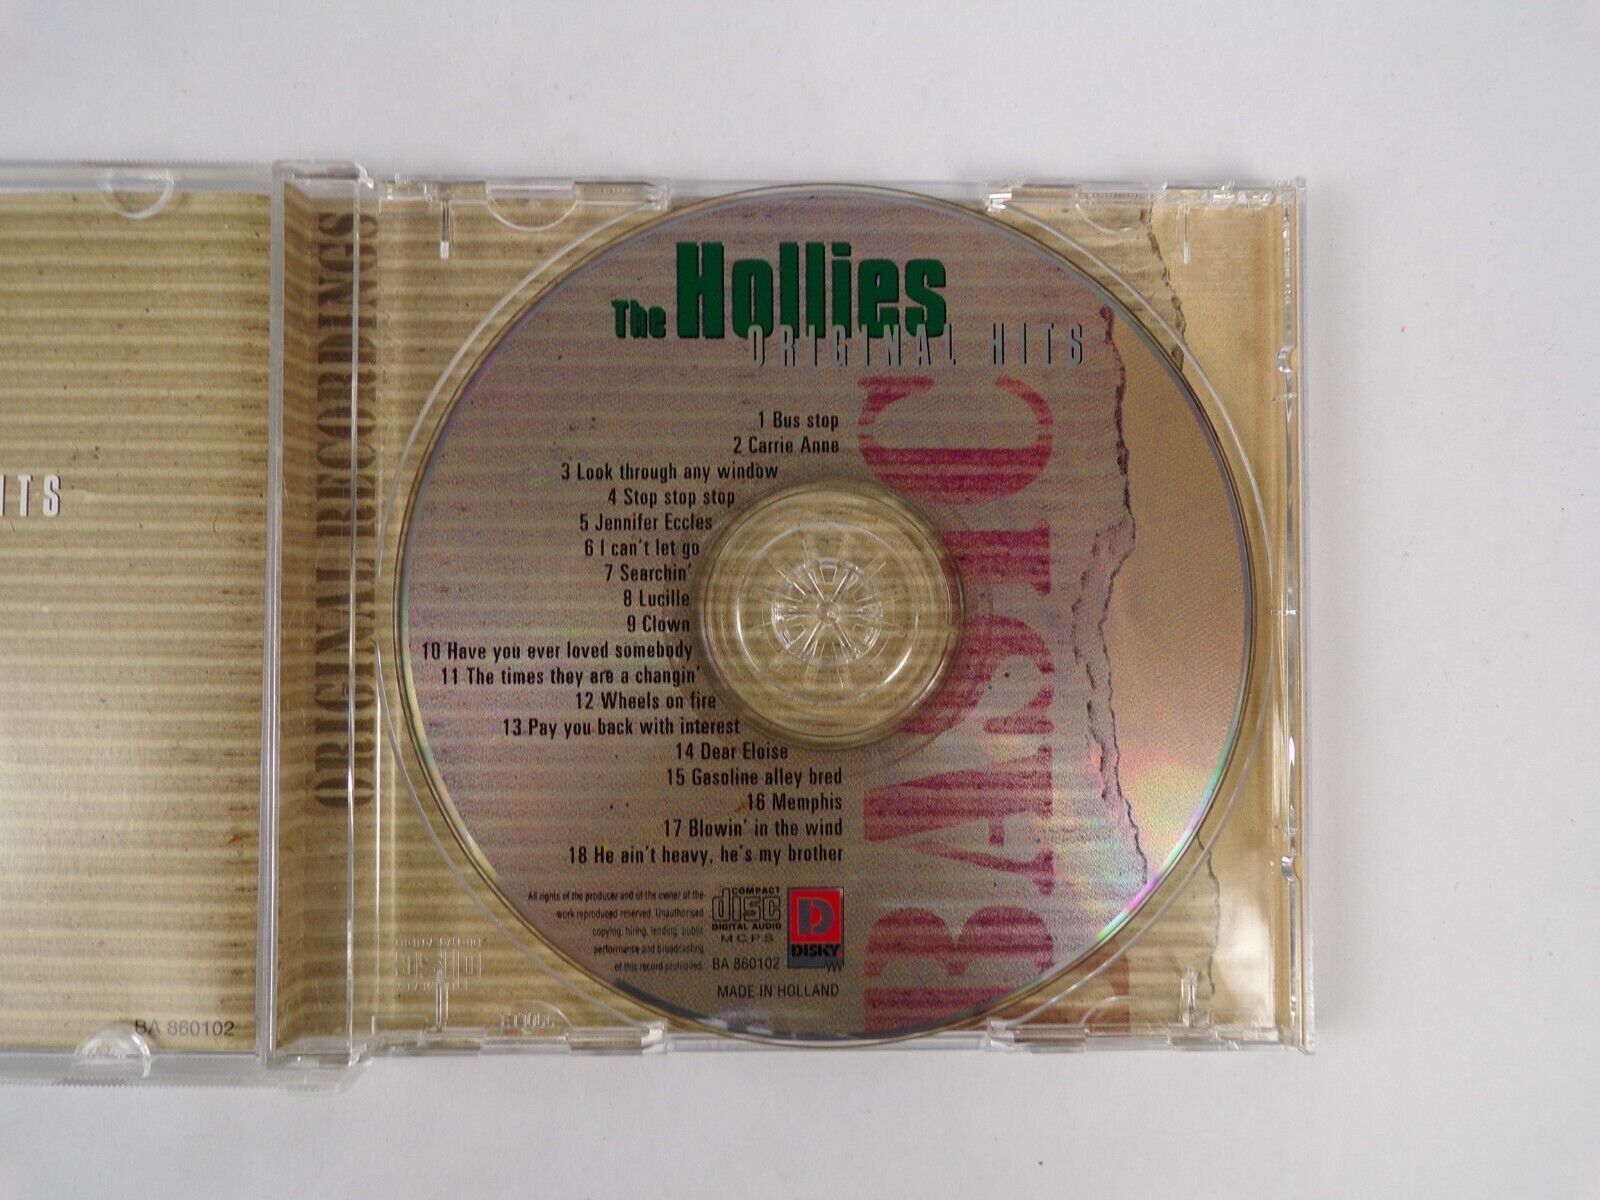 ITS
BA 860102
ORIGINAL RECORDINGS
ORIGINAL RECORDINGS
The Hollies
ORIGINAL HITS
BASIC
1 Bus stop
2 Carrie Anne
3 Look through any window
4 Stop stop stop
5 Jennifer Eccles
6 I can't let go
7 Searchin'
8 Lucille
9 Clown
10 Have you ever loved somebody
11 The times they are a changin'
12 Wheels on fire
13 Pay you back with interest
14 Dear Eloise
15 Gasoline alley bred
16 Memphis
17 Blowin' in the wind
18 He ain't heavy, he's my brother
All rights of the producer and of the owner of the
work reproduced reserved. Unauthorised
copying, hiring, lending, public
performance and broadcasting
of this record prohibited.
COMPACT
disc
DIGITAL AUDIO
MCPS
BA 860102
D
DISKY
MADE IN HOLLAND